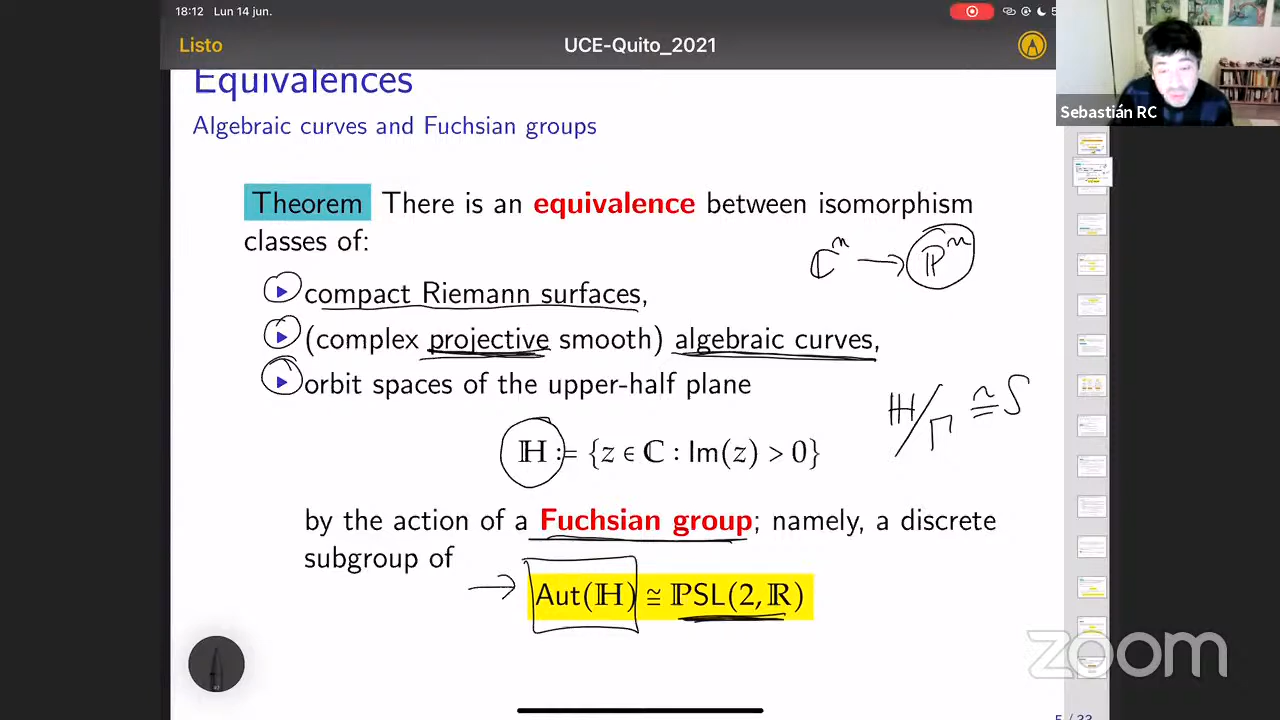 18:12 Lun 14 jun.
Listo
UCE-Quito_2021
Sebastián RC
Equivalences
Algebraic curves and Fuchsian groups
Theorem There is an equivalence between isomorphism
classes of:
ℂⁿ → ℙⁿ
compact Riemann surfaces,
(complex projective smooth) algebraic curves,
orbit spaces of the upper-half plane
ℍ/Γ ≅ S
ℍ := {z ∈ ℂ : Im(z) > 0}
by the action of a Fuchsian group; namely, a discrete
subgroup of
→ Aut(ℍ) ≅ ℙSL(2, ℝ)
zoom
5 / 33